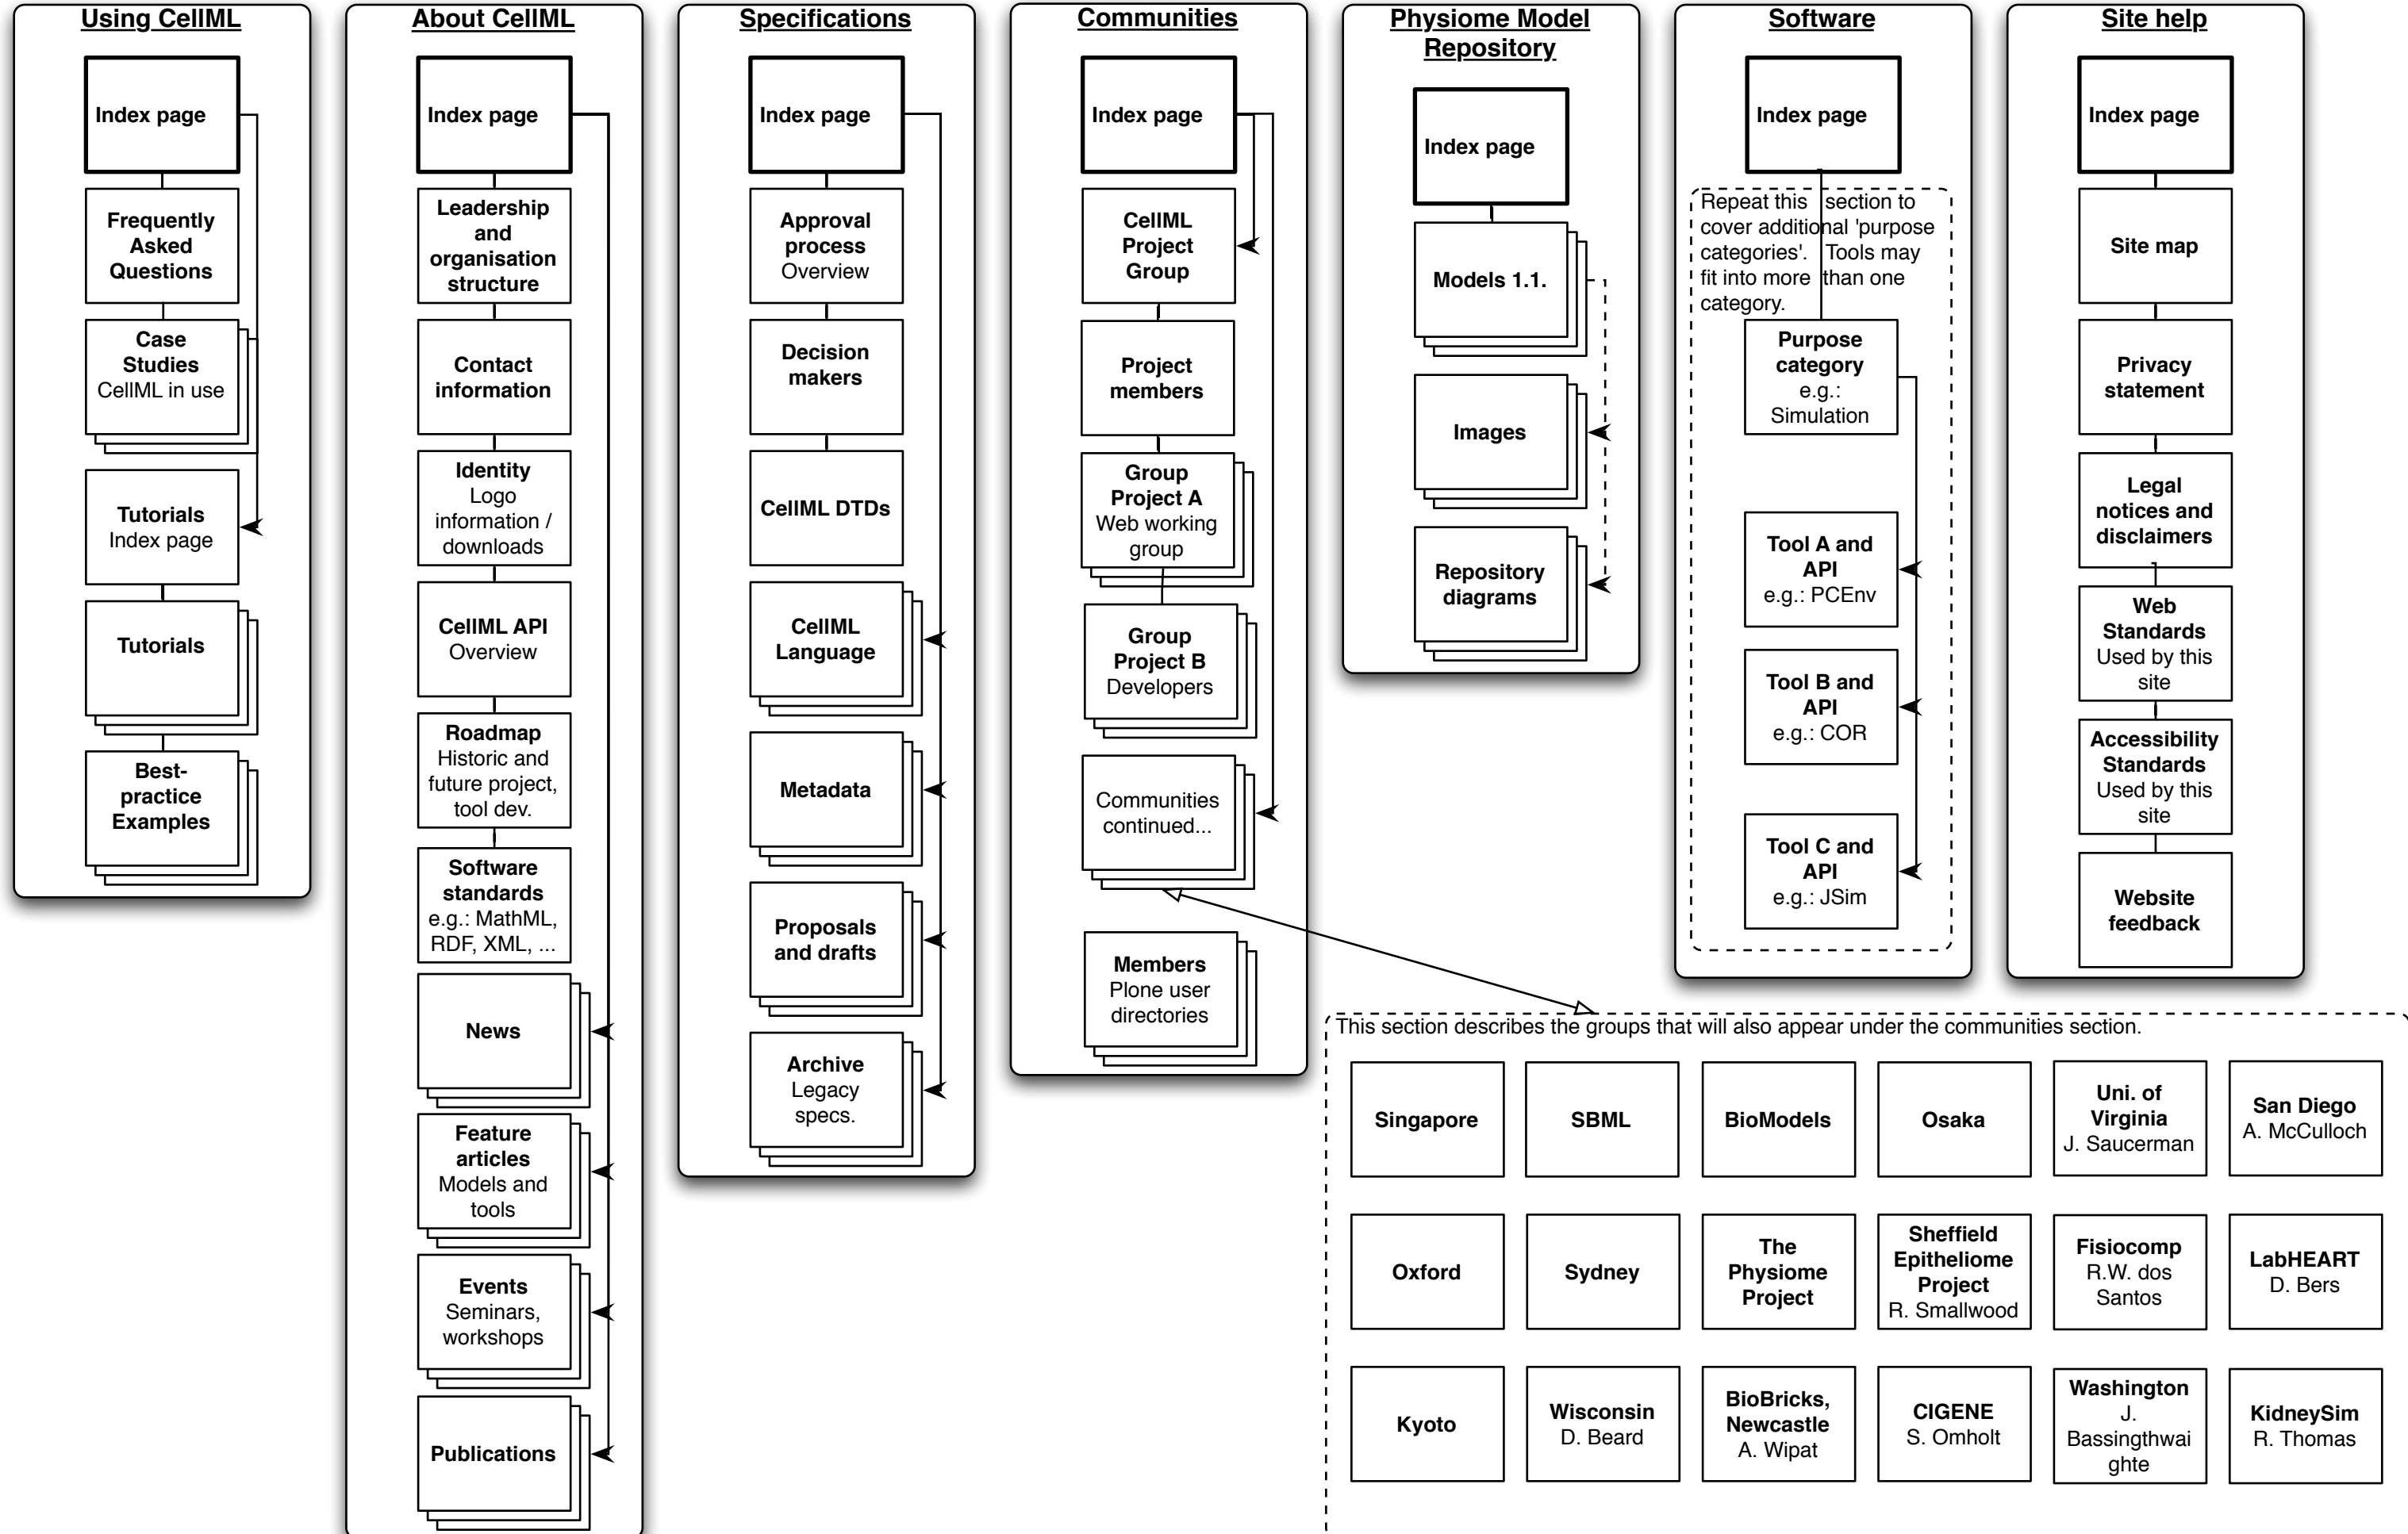 Using CellML
Index page
Frequently
Asked
Questions
Case
Studies
CellML in use
Tutorials
Index page
Tutorials
Best-
practice
Examples
About CellML
Index page
Leadership
and
organisation
structure
Contact
information
Identity
Logo
information /
downloads
CellML API
Overview
Roadmap
Historic and
future project,
tool dev.
Software
standards
e.g.: MathML,
RDF, XML, ...
News
Feature
articles
Models and
tools
Events
Seminars,
workshops
Publications
Specifications
Index page
Approval
process
Overview
Decision
makers
CellML DTDs
CellML
Language
Metadata
Proposals
and drafts
Archive
Legacy
specs.
Communities
Index page
CellML
Project
Group
Project
members
Group
Project A
Web working
group
Group
Project B
Developers
Communities
continued...
Members
Plone user
directories
Physiome Model
Repository
Index page
Models 1.1.
Images
Repository
diagrams
Software
Index page
Repeat this section to
cover additional 'purpose
categories'. Tools may
fit into more than one
category.
Purpose
category
e.g.:
Simulation
Tool A and
API
e.g.: PCEnv
Tool B and
API
e.g.: COR
Tool C and
API
e.g.: JSim
Site help
Index page
Site map
Privacy
statement
Legal
notices and
disclaimers
Web
Standards
Used by this
site
Accessibility
Standards
Used by this
site
Website
feedback
This section describes the groups that will also appear under the communities section.
Singapore
SBML
BioModels
Osaka
Uni. of
Virginia
J. Saucerman
San Diego
A. McCulloch
Oxford
Sydney
The
Physiome
Project
Sheffield
Epitheliome
Project
R. Smallwood
Fisiocomp
R.W. dos
Santos
LabHEART
D. Bers
Kyoto
Wisconsin
D. Beard
BioBricks,
Newcastle
A. Wipat
CIGENE
S. Omholt
Washington
J.
Bassingthwai
ghte
KidneySim
R. Thomas